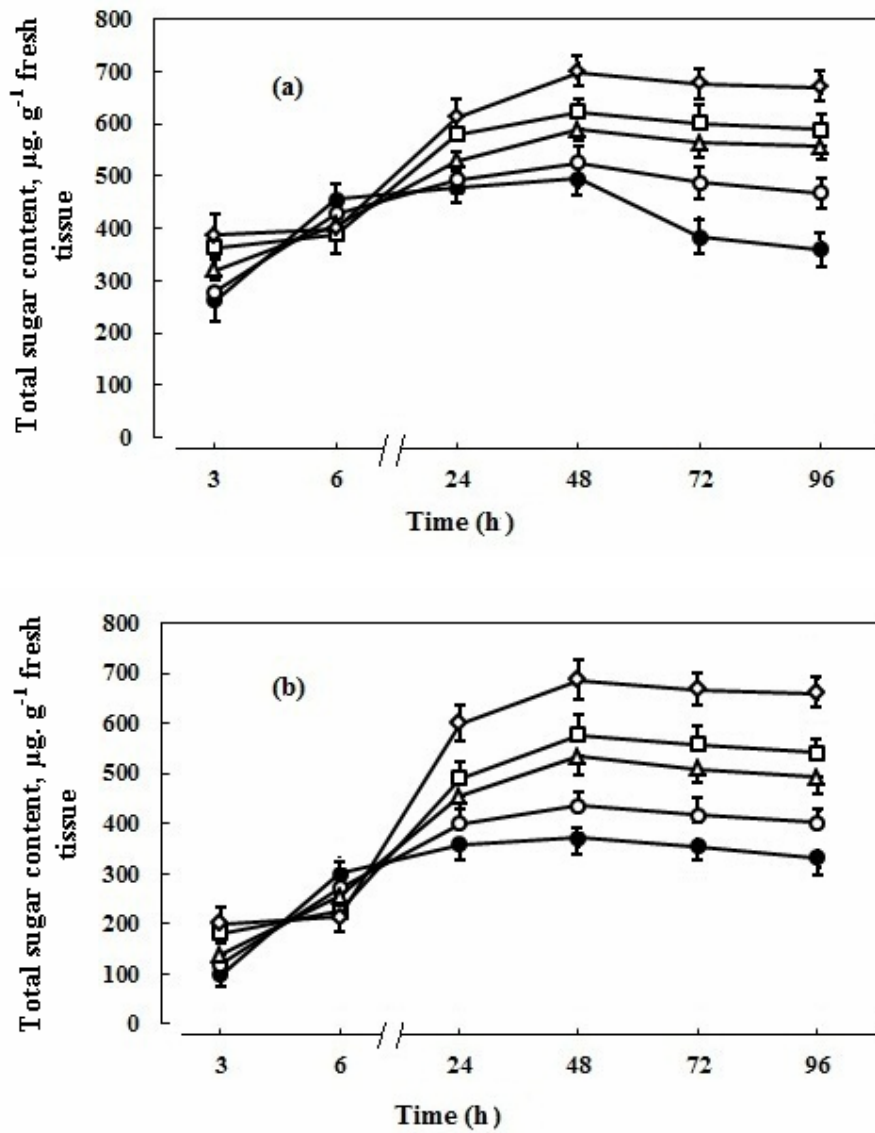 800
700
600
500
400
300
200
100
0
Total sugar content, µg. g⁻¹ fresh
tissue
(a)
3 6 24 48 72 96
Time (h)
800
700
600
500
400
300
200
100
0
Total sugar content, µg. g⁻¹ fresh
tissue
(b)
3 6 24 48 72 96
Time (h)